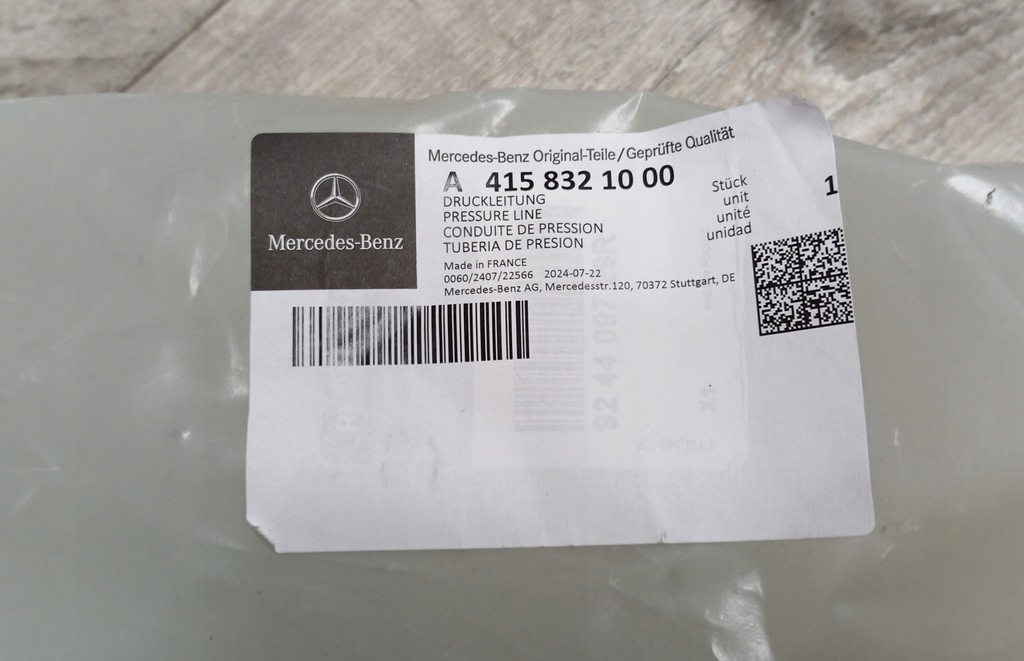 Mercedes-Benz
Mercedes-Benz Original-Teile/Geprüfte Qualität
A 415 832 10 00
DRUCKLEITUNG
PRESSURE LINE
CONDUITE DE PRESSION
TUBERIA DE PRESION
Stück
unit
unité
unidad
1
Made in FRANCE
0060/2407/22566 2024-07-22
Mercedes-Benz AG, Mercedesstr.120, 70372 Stuttgart, DE